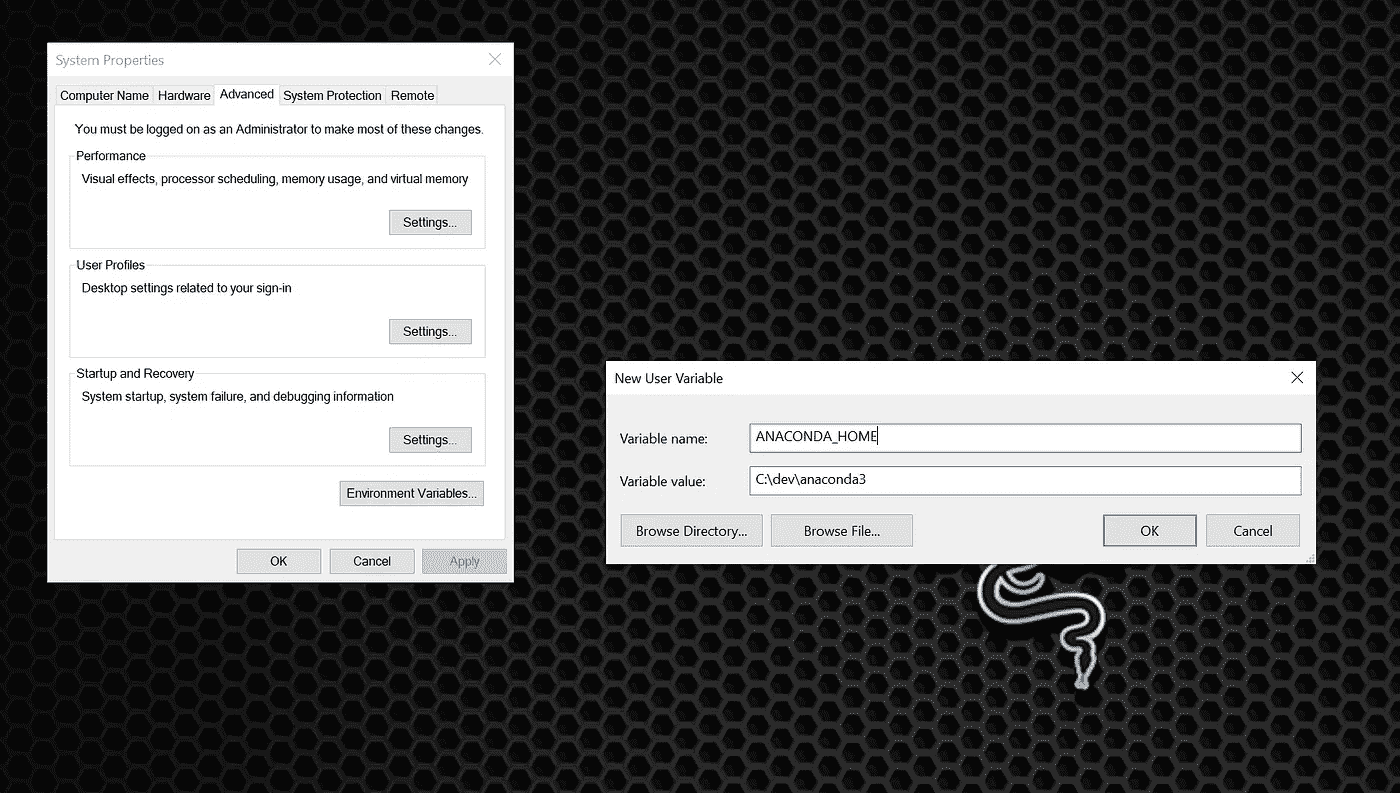 System Properties
Computer Name Hardware Advanced System Protection Remote
You must be logged on as an Administrator to make most of these changes.
Performance
Visual effects, processor scheduling, memory usage, and virtual memory
Settings...
User Profiles
Desktop settings related to your sign-in
Settings...
Startup and Recovery
System startup, system failure, and debugging information
Settings...
Environment Variables...
OK Cancel Apply
New User Variable
Variable name: ANACONDA_HOME
Variable value: C:\dev\anaconda3
Browse Directory... Browse File... OK Cancel